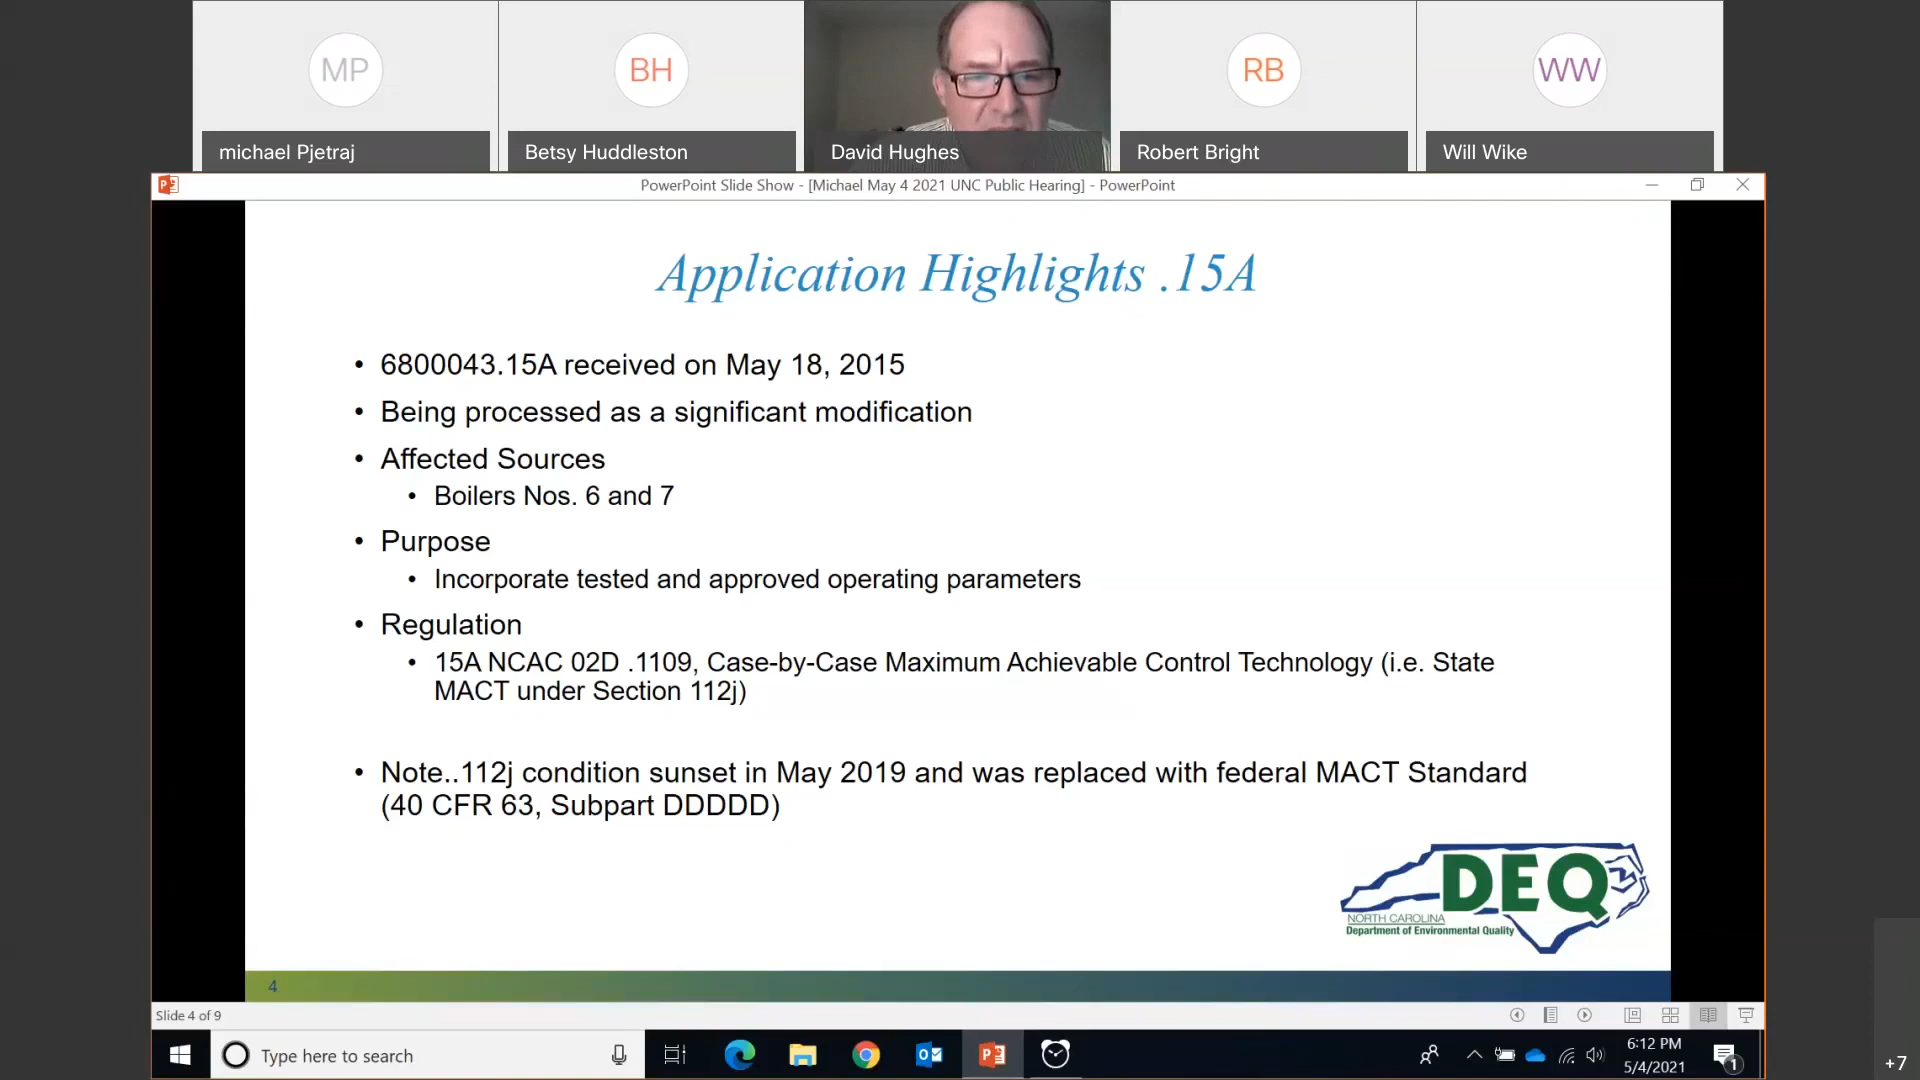 MP
BH
RB
WW
michael Pjetraj
Betsy Huddleston
David Hughes
Robert Bright
Will Wike
PowerPoint Slide Show - [Michael May 4 2021 UNC Public Hearing] - PowerPoint
Application Highlights .15A
• 6800043.15A received on May 18, 2015
• Being processed as a significant modification
• Affected Sources
• Boilers Nos. 6 and 7
• Purpose
• Incorporate tested and approved operating parameters
• Regulation
• 15A NCAC 02D .1109, Case-by-Case Maximum Achievable Control Technology (i.e. State
MACT under Section 112j)
• Note..112j condition sunset in May 2019 and was replaced with federal MACT Standard
(40 CFR 63, Subpart DDDDD)
DEQ
NORTH CAROLINA
Department of Environmental Quality
4
Slide 4 of 9
Type here to search
6:12 PM
5/4/2021
1
+7